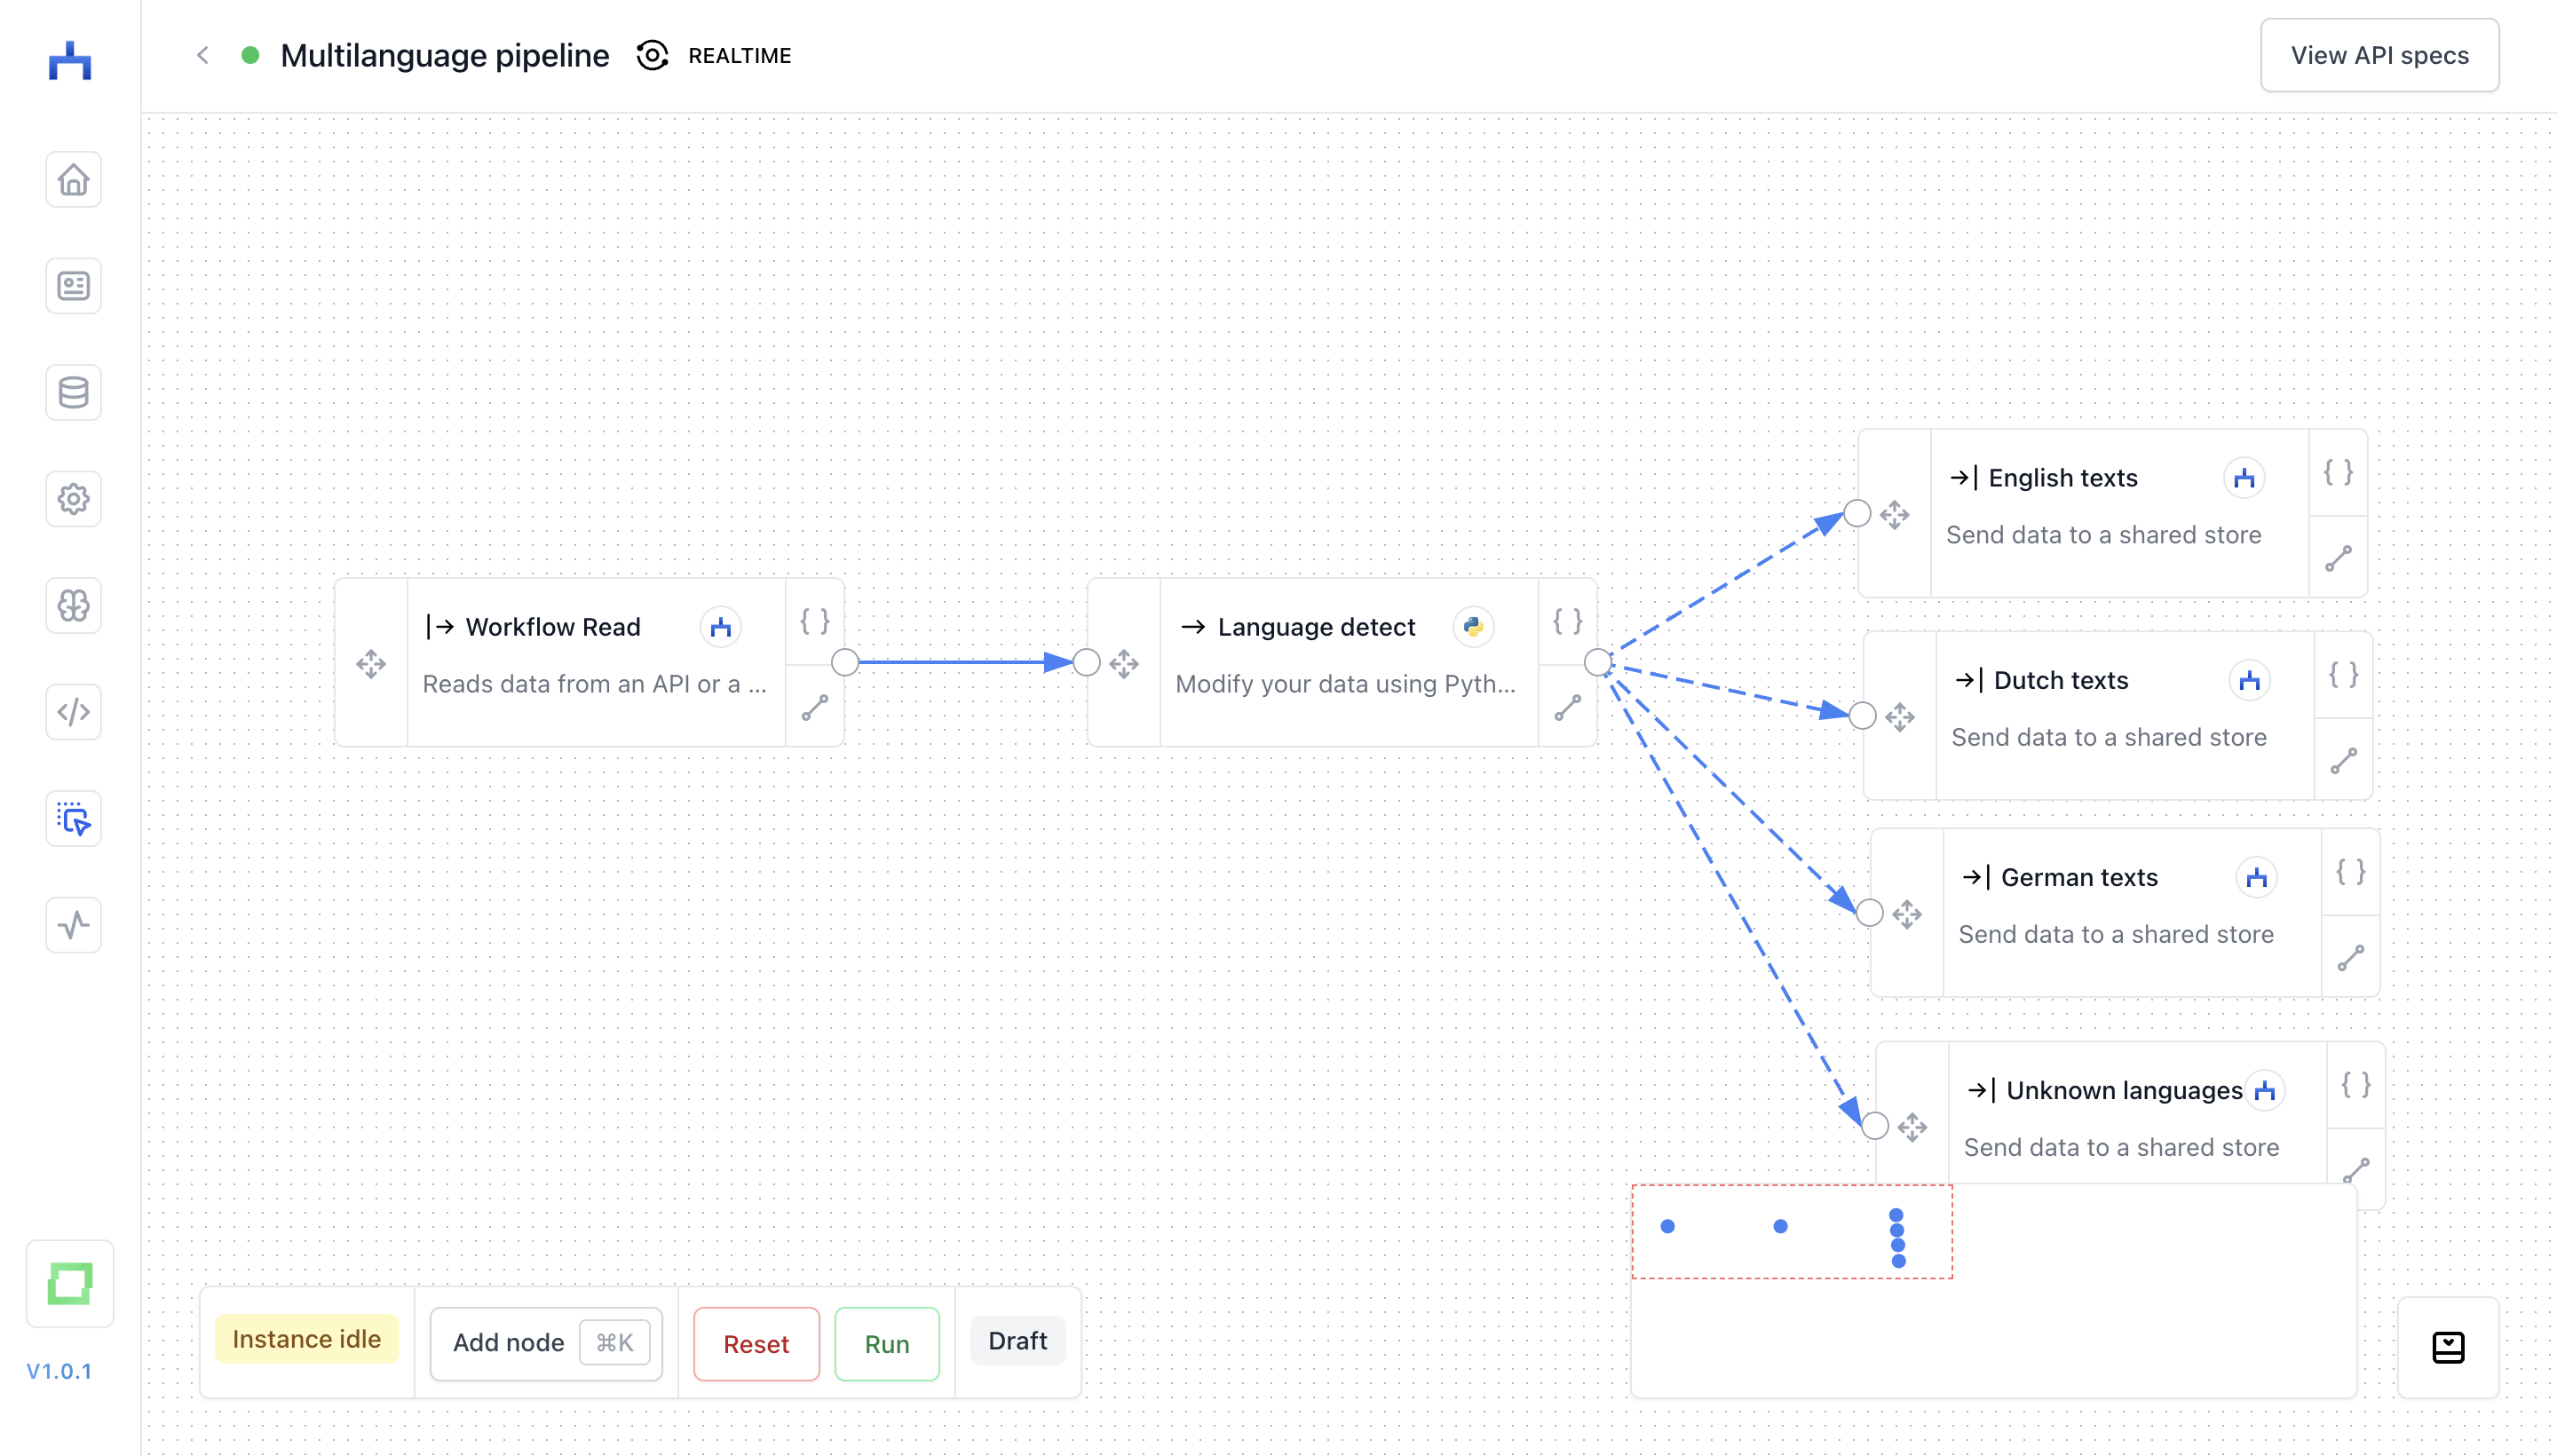 Multilanguage pipeline REALTIME View API specs
English texts { }
Send data to a shared store
Workflow Read { }
Reads data from an API or a ...
Language detect { }
Modify your data using Pyth...
Dutch texts { }
Send data to a shared store
German texts { }
Send data to a shared store
Unknown languages { }
Send data to a shared store
Instance idle Add node ⌘K Reset Run Draft
V1.0.1